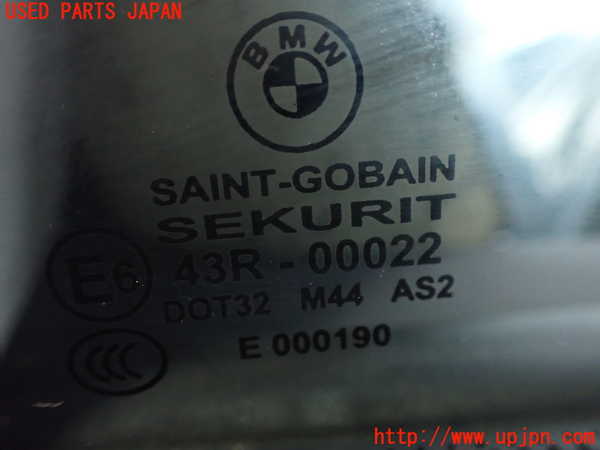 USED PARTS JAPAN
BMW
SAINT-GOBAIN
SEKURIT
E6 43R - 00022
DOT32 M44 AS2
CCC E 000190
http://www.upjpn.com/